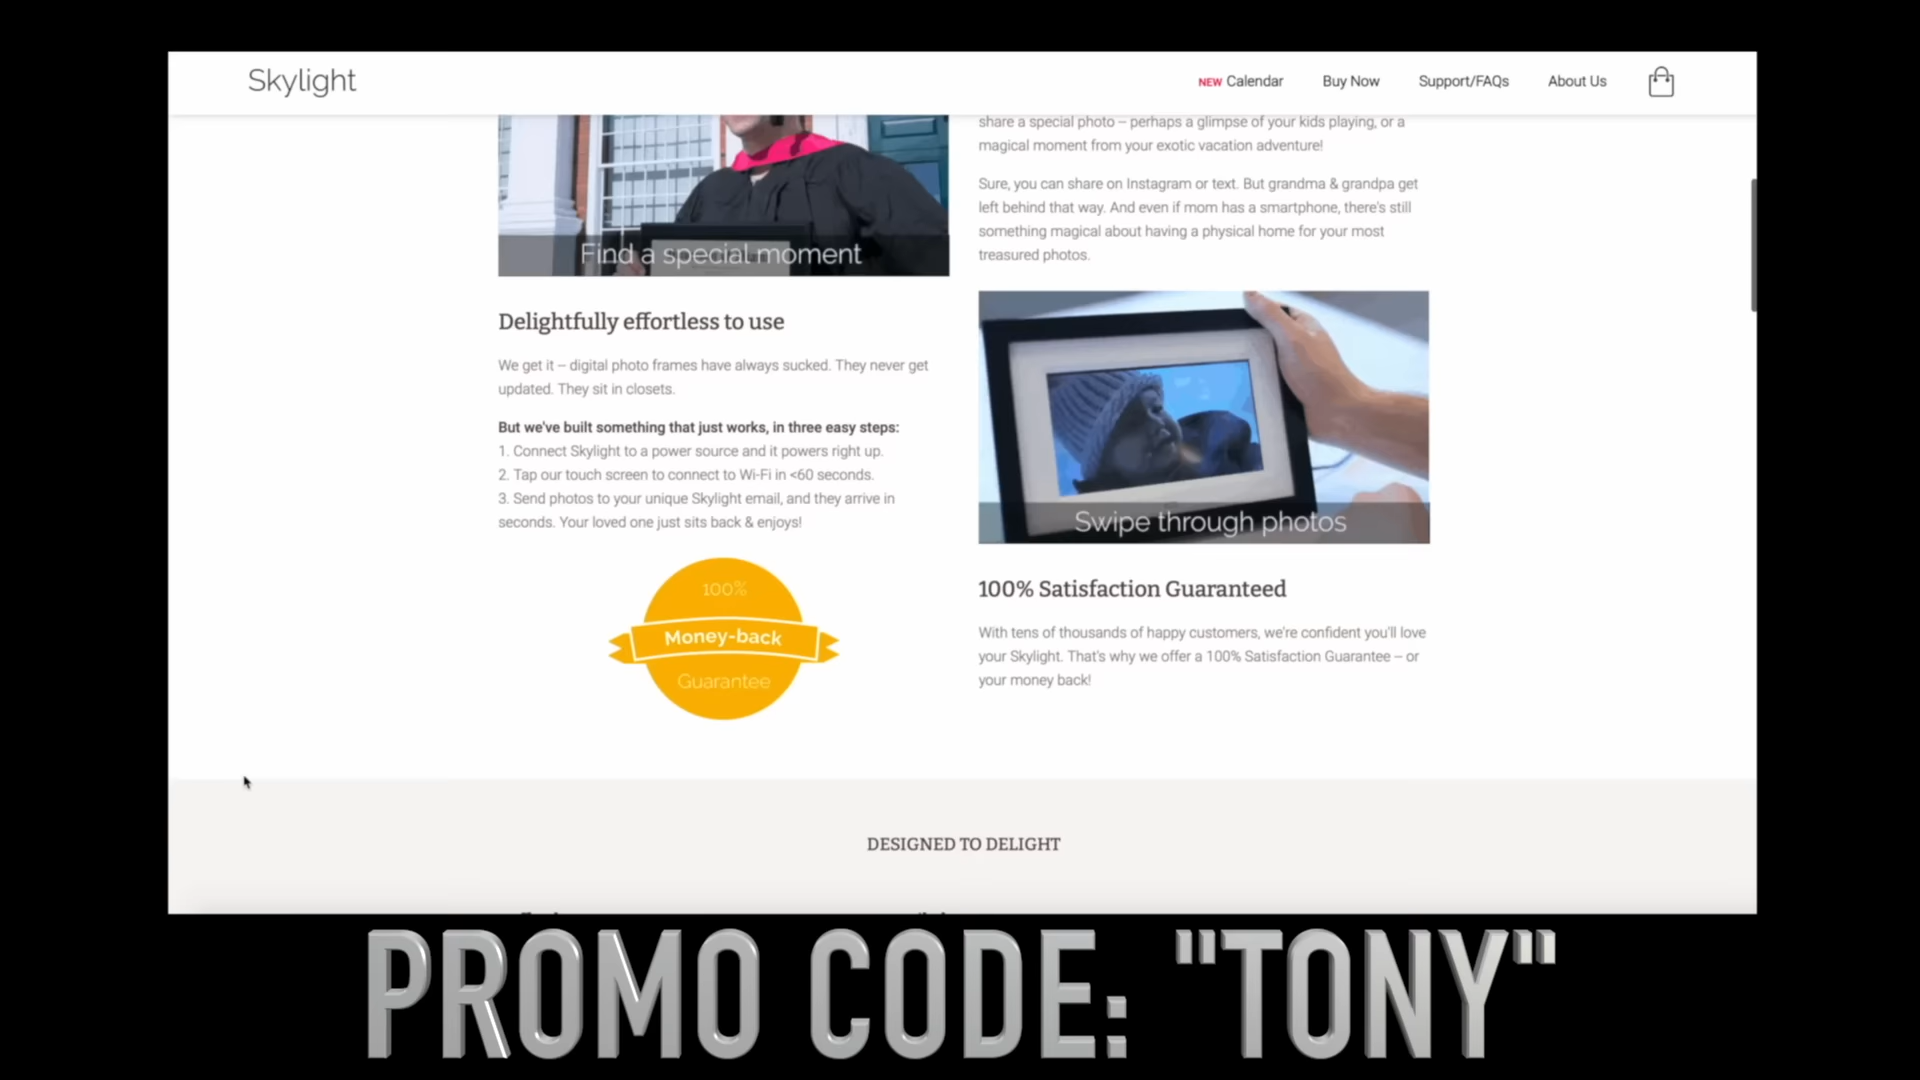 Skylight
NEW Calendar
Buy Now
Support/FAQs
About Us
Find a special moment
Delightfully effortless to use
We get it – digital photo frames have always sucked. They never get
updated. They sit in closets.
But we've built something that just works, in three easy steps:
1. Connect Skylight to a power source and it powers right up.
2. Tap our touch screen to connect to Wi-Fi in <60 seconds.
3. Send photos to your unique Skylight email, and they arrive in
seconds. Your loved one just sits back & enjoys!
100%
Money-back
Guarantee
share a special photo – perhaps a glimpse of your kids playing, or a
magical moment from your exotic vacation adventure!
Sure, you can share on Instagram or text. But grandma & grandpa get
left behind that way. And even if mom has a smartphone, there's still
something magical about having a physical home for your most
treasured photos.
Swipe through photos
100% Satisfaction Guaranteed
With tens of thousands of happy customers, we're confident you'll love
your Skylight. That's why we offer a 100% Satisfaction Guarantee – or
your money back!
DESIGNED TO DELIGHT
PROMO CODE: "TONY"